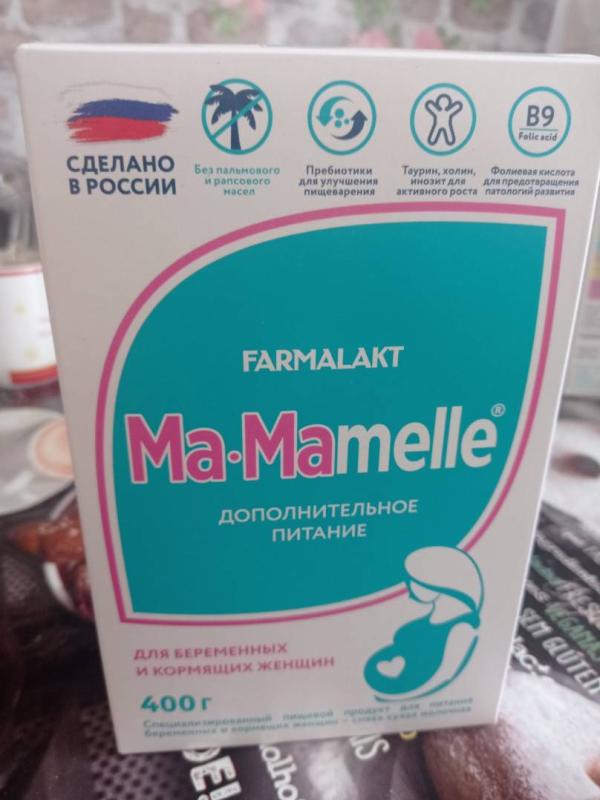 СДЕЛАНО
В РОССИИ
Без пальмового
и рапсового
масел
Пребиотики
для улучшения
пищеварения
Таурин, холин,
инозит для
активного роста
B9
Folic acid
Фолиевая кислота
для предотвращения
патологий развития
FARMALAKT
Ma·Mamelle®
ДОПОЛНИТЕЛЬНОЕ
ПИТАНИЕ
ДЛЯ БЕРЕМЕННЫХ
И КОРМЯЩИХ ЖЕНЩИН
400 г
Специализированный пищевой продукт для питания
беременных и кормящих женщин – смесь сухая молочная
SEM GLÚTEN